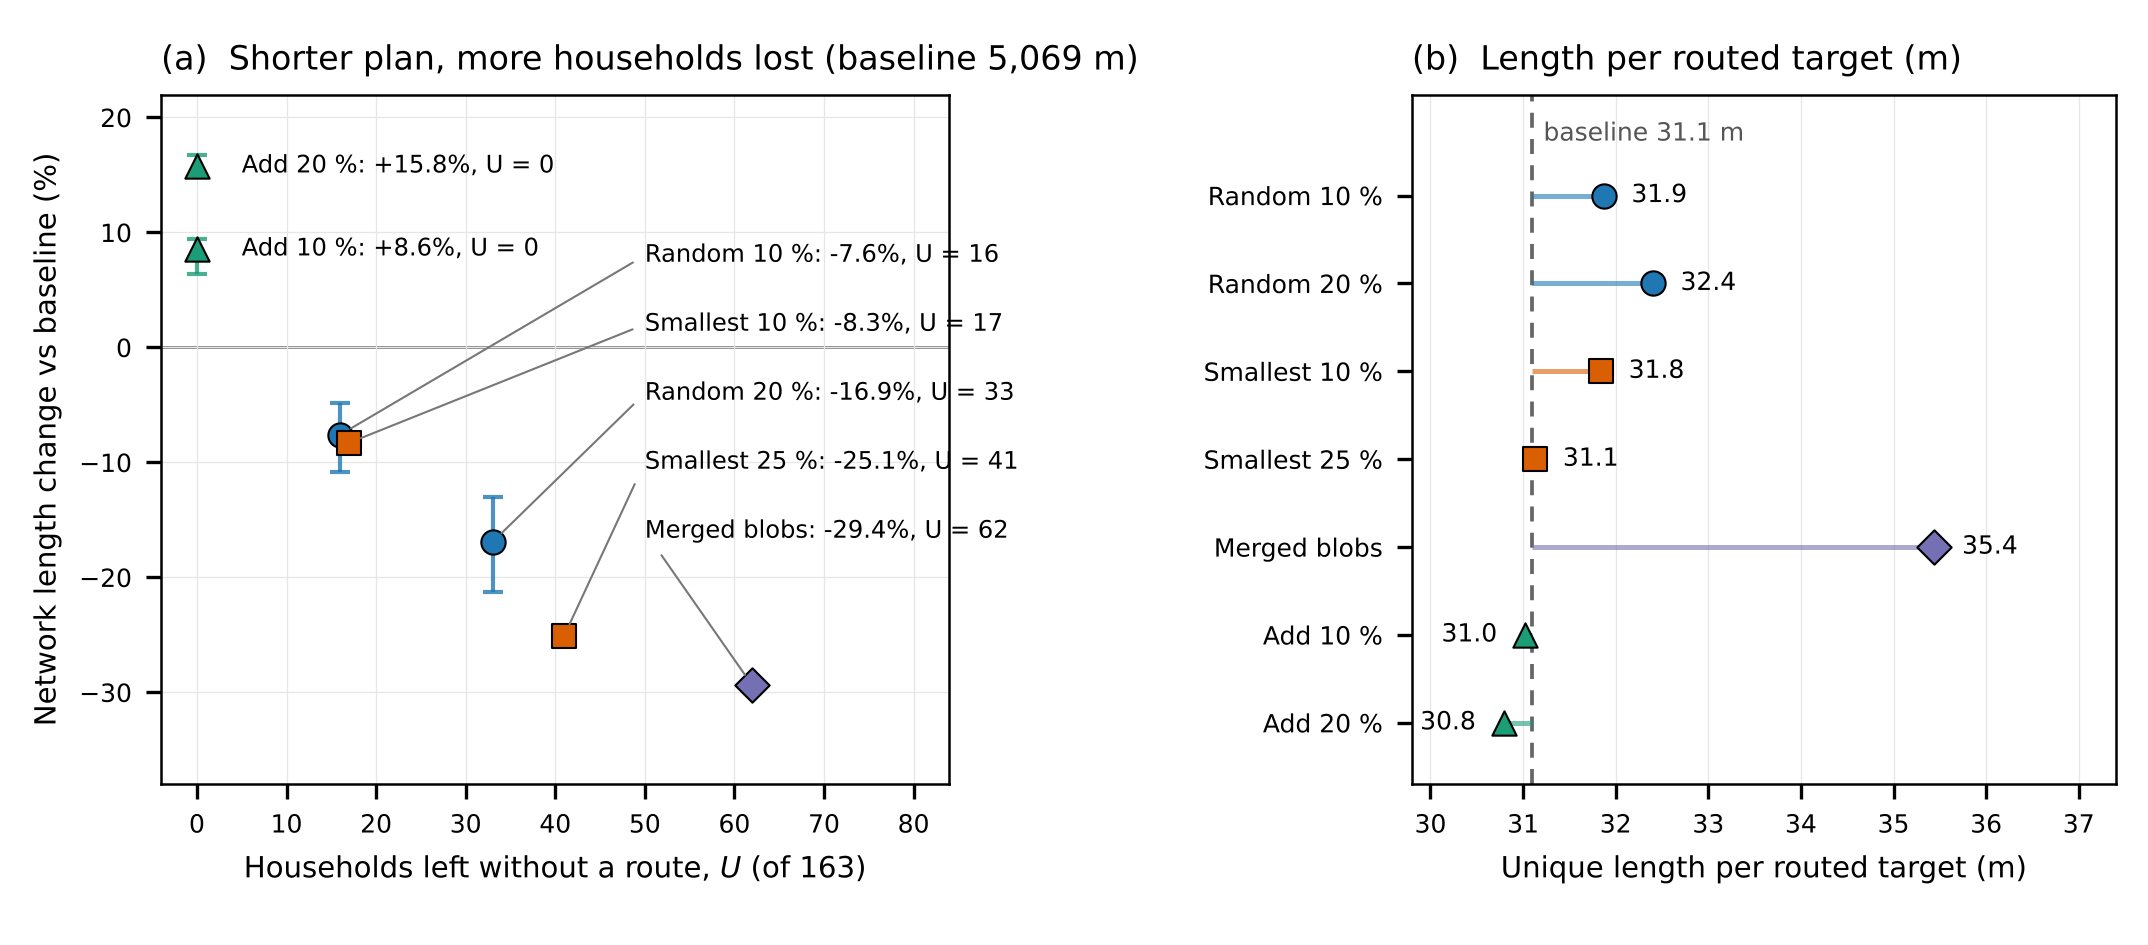 (a)  Shorter plan, more households lost (baseline 5,069 m)
Network length change vs baseline (%)
20
10
0
−10
−20
−30
Add 20 %: +15.8%, U = 0
Add 10 %: +8.6%, U = 0
Random 10 %: -7.6%, U = 16
Smallest 10 %: -8.3%, U = 17
Random 20 %: -16.9%, U = 33
Smallest 25 %: -25.1%, U = 41
Merged blobs: -29.4%, U = 62
0 10 20 30 40 50 60 70 80
Households left without a route, U (of 163)
(b)  Length per routed target (m)
baseline 31.1 m
Random 10 % 31.9
Random 20 % 32.4
Smallest 10 % 31.8
Smallest 25 % 31.1
Merged blobs 35.4
Add 10 % 31.0
Add 20 % 30.8
30 31 32 33 34 35 36 37
Unique length per routed target (m)